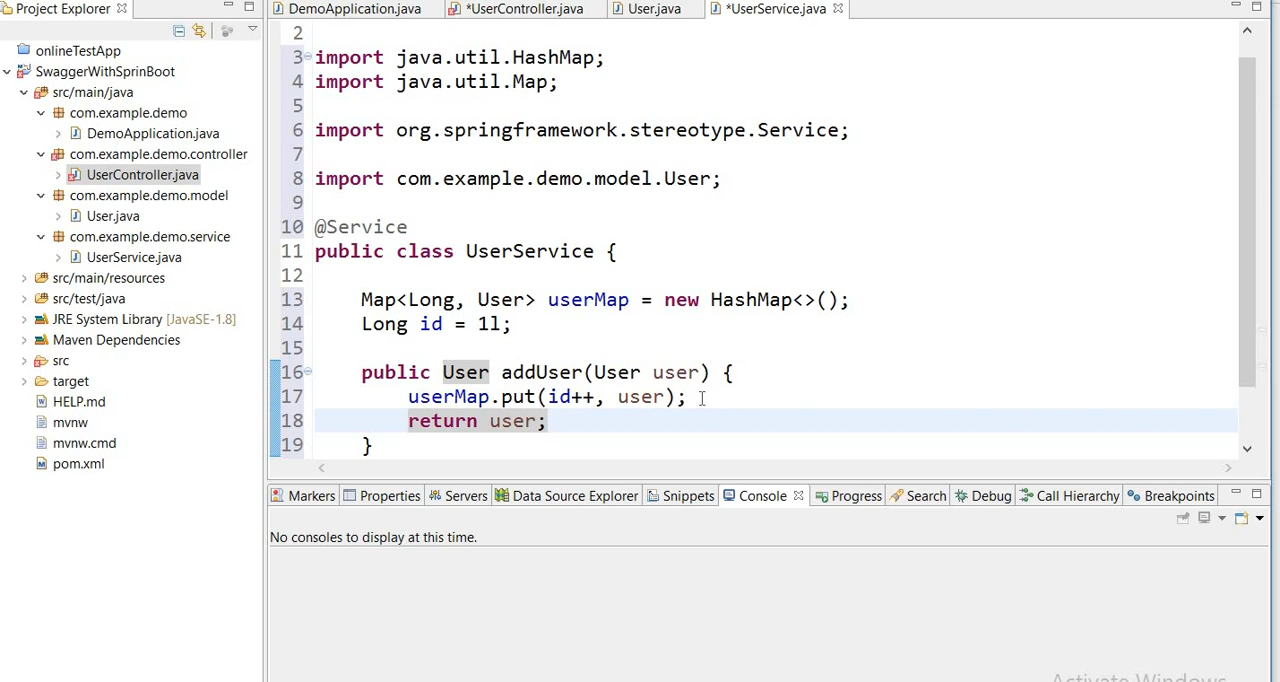 Project Explorer
DemoApplication.java
*UserController.java
User.java
*UserService.java
onlineTestApp
SwaggerWithSprinBoot
src/main/java
com.example.demo
DemoApplication.java
com.example.demo.controller
UserController.java
com.example.demo.model
User.java
com.example.demo.service
UserService.java
src/main/resources
src/test/java
JRE System Library [JavaSE-1.8]
Maven Dependencies
src
target
HELP.md
mvnw
mvnw.cmd
pom.xml
2
3 import java.util.HashMap;
4 import java.util.Map;
5
6 import org.springframework.stereotype.Service;
7
8 import com.example.demo.model.User;
9
10 @Service
11 public class UserService {
12
13 Map<Long, User> userMap = new HashMap<>();
14 Long id = 1l;
15
16 public User addUser(User user) {
17 userMap.put(id++, user);
18 return user;
19 }
Market Properties Servers Data Source Explorer Snippets Console Progress Search Debug Call Hierarchy Breakpoints
No consoles to display at this time.
Activate Windows